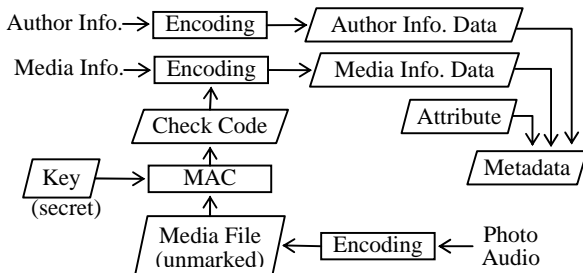 Author Info.
Encoding
Author Info. Data
Media Info.
Encoding
Media Info. Data
Check Code
Attribute
Key
(secret)
MAC
Metadata
Media File
(unmarked)
Encoding
Photo
Audio